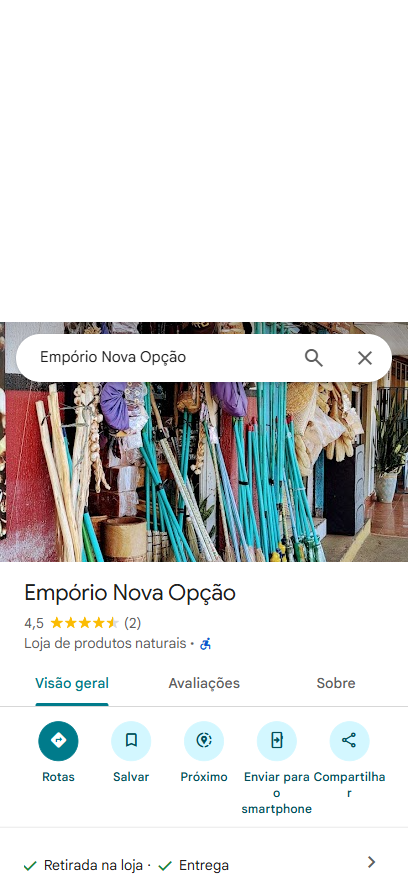 Empório Nova Opção
Empório Nova Opção
4,5 (2)
Loja de produtos naturais ·
Visão geral
Avaliações
Sobre
Rotas
Salvar
Próximo
Enviar para
o
smartphone
Compartilha
r
Retirada na loja · Entrega